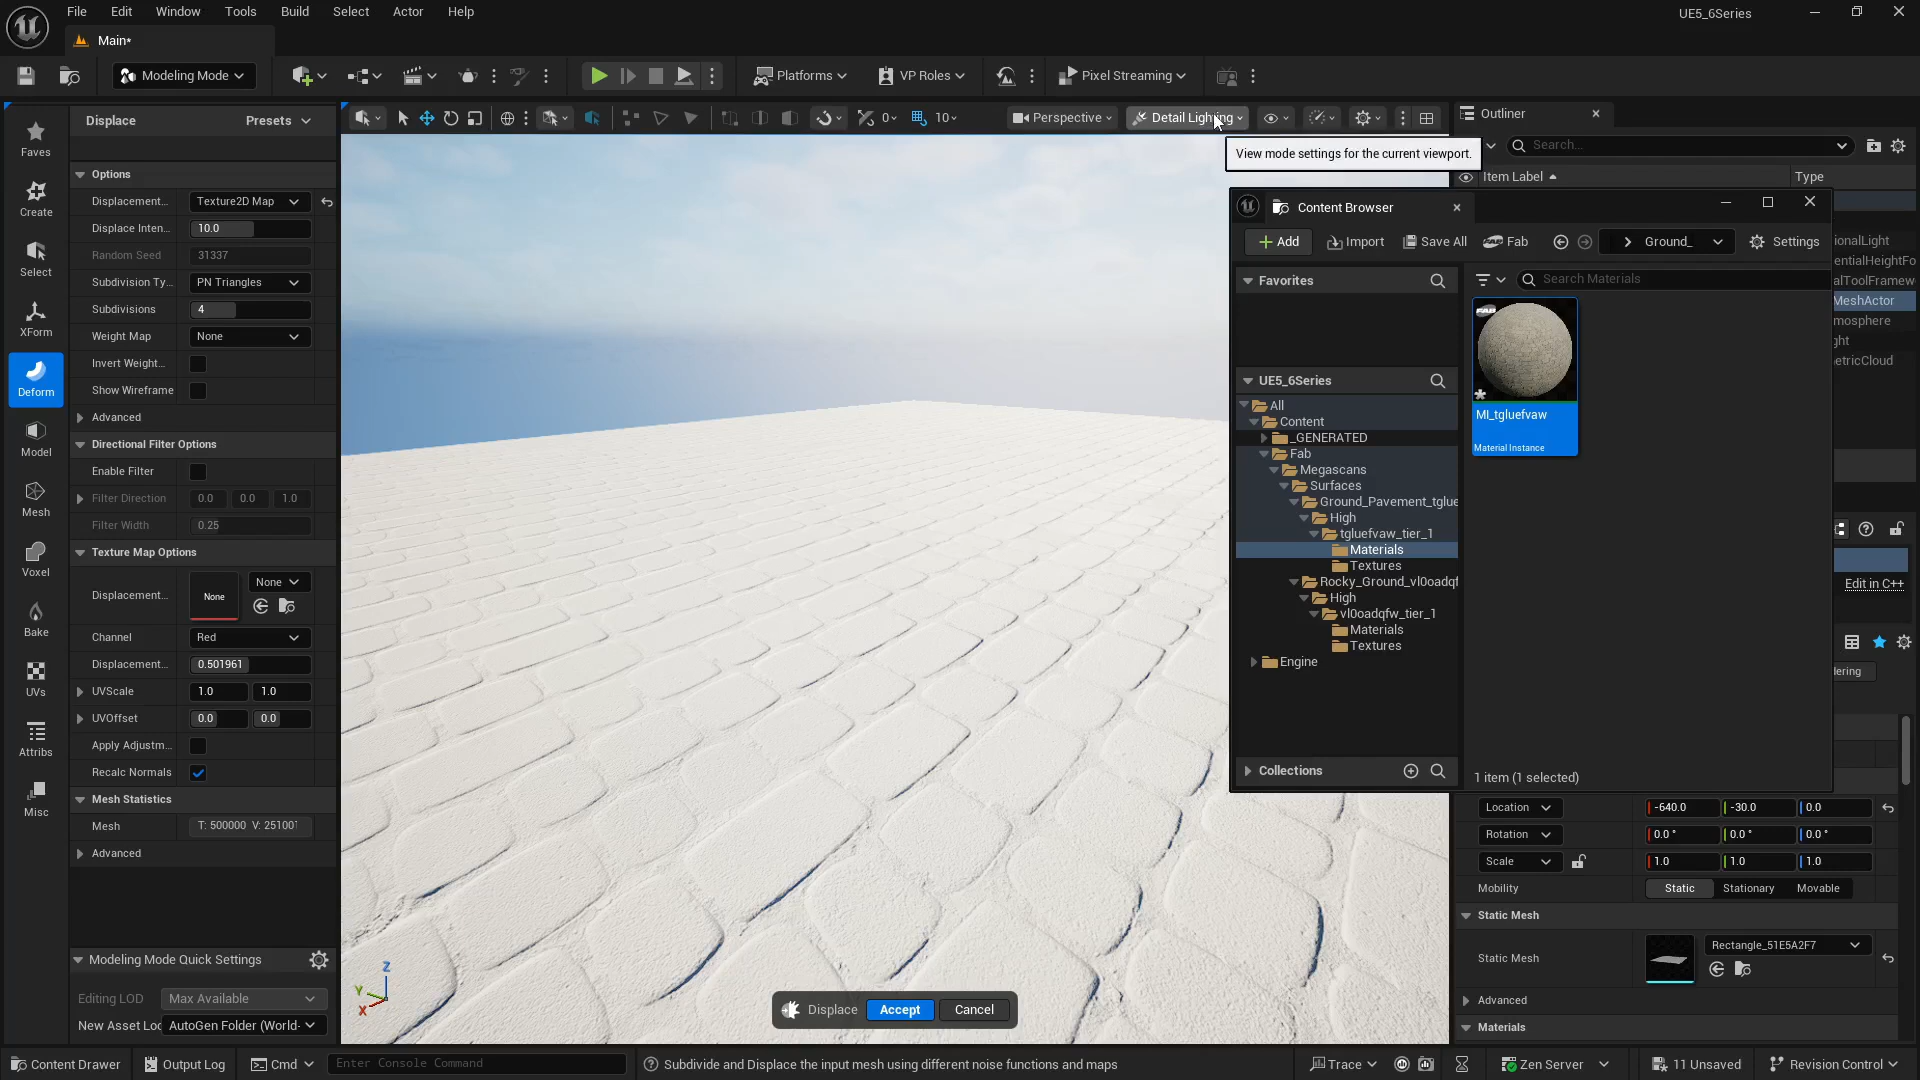 File Edit Window Tools Build Select Actor Help
UE5_6Series
Main*
Modeling Mode
Platforms
VP Roles
Pixel Streaming
Displace
Presets
Perspective
Detail Lighting
0
10
View mode settings for the current viewport.
Outliner
Search...
Item Label
Type
Faves
Create
Select
XForm
Deform
Model
Mesh
Voxel
Bake
UVs
Attribs
Misc
Options
Displacement... Texture2D Map
Displace Inten... 10.0
Random Seed 31337
Subdivision Ty... PN Triangles
Subdivisions 4
Weight Map None
Invert Weight...
Show Wireframe
Advanced
Directional Filter Options
Enable Filter
Filter Direction 0.0 0.0 1.0
Filter Width 0.25
Texture Map Options
Displacement... None None
Channel Red
Displacement... 0.501961
UVScale 1.0 1.0
UVOffset 0.0 0.0
Apply Adjustm...
Recalc Normals
Mesh Statistics
Mesh T: 500000 V: 251001
Advanced
Modeling Mode Quick Settings
Editing LOD Max Available
New Asset Loc AutoGen Folder (World-
Z
Y
X
Displace Accept Cancel
Content Browser
Add Import Save All Fab Ground_ Settings
Favorites
Search Materials
UE5_6Series
All
Content
_GENERATED
Fab
Megascans
Surfaces
Ground_Pavement_tglue
High
tgluefvaw_tier_1
Materials
Textures
Rocky_Ground_vl0oadqf
High
vl0oadqfw_tier_1
Materials
Textures
Engine
Collections
FAB
MI_tgluefvaw
Material Instance
1 item (1 selected)
ionalLight
entialHeightFo
alToolFramew
MeshActor
mosphere
ght
etricCloud
Edit in C++
dering
Location -640.0 -30.0 0.0
Rotation 0.0 ° 0.0 ° 0.0 °
Scale 1.0 1.0 1.0
Mobility Static Stationary Movable
Static Mesh
Static Mesh Rectangle_51E5A2F7
Advanced
Materials
Content Drawer Output Log Cmd Enter Console Command Subdivide and Displace the input mesh using different noise functions and maps Trace Zen Server 11 Unsaved Revision Control